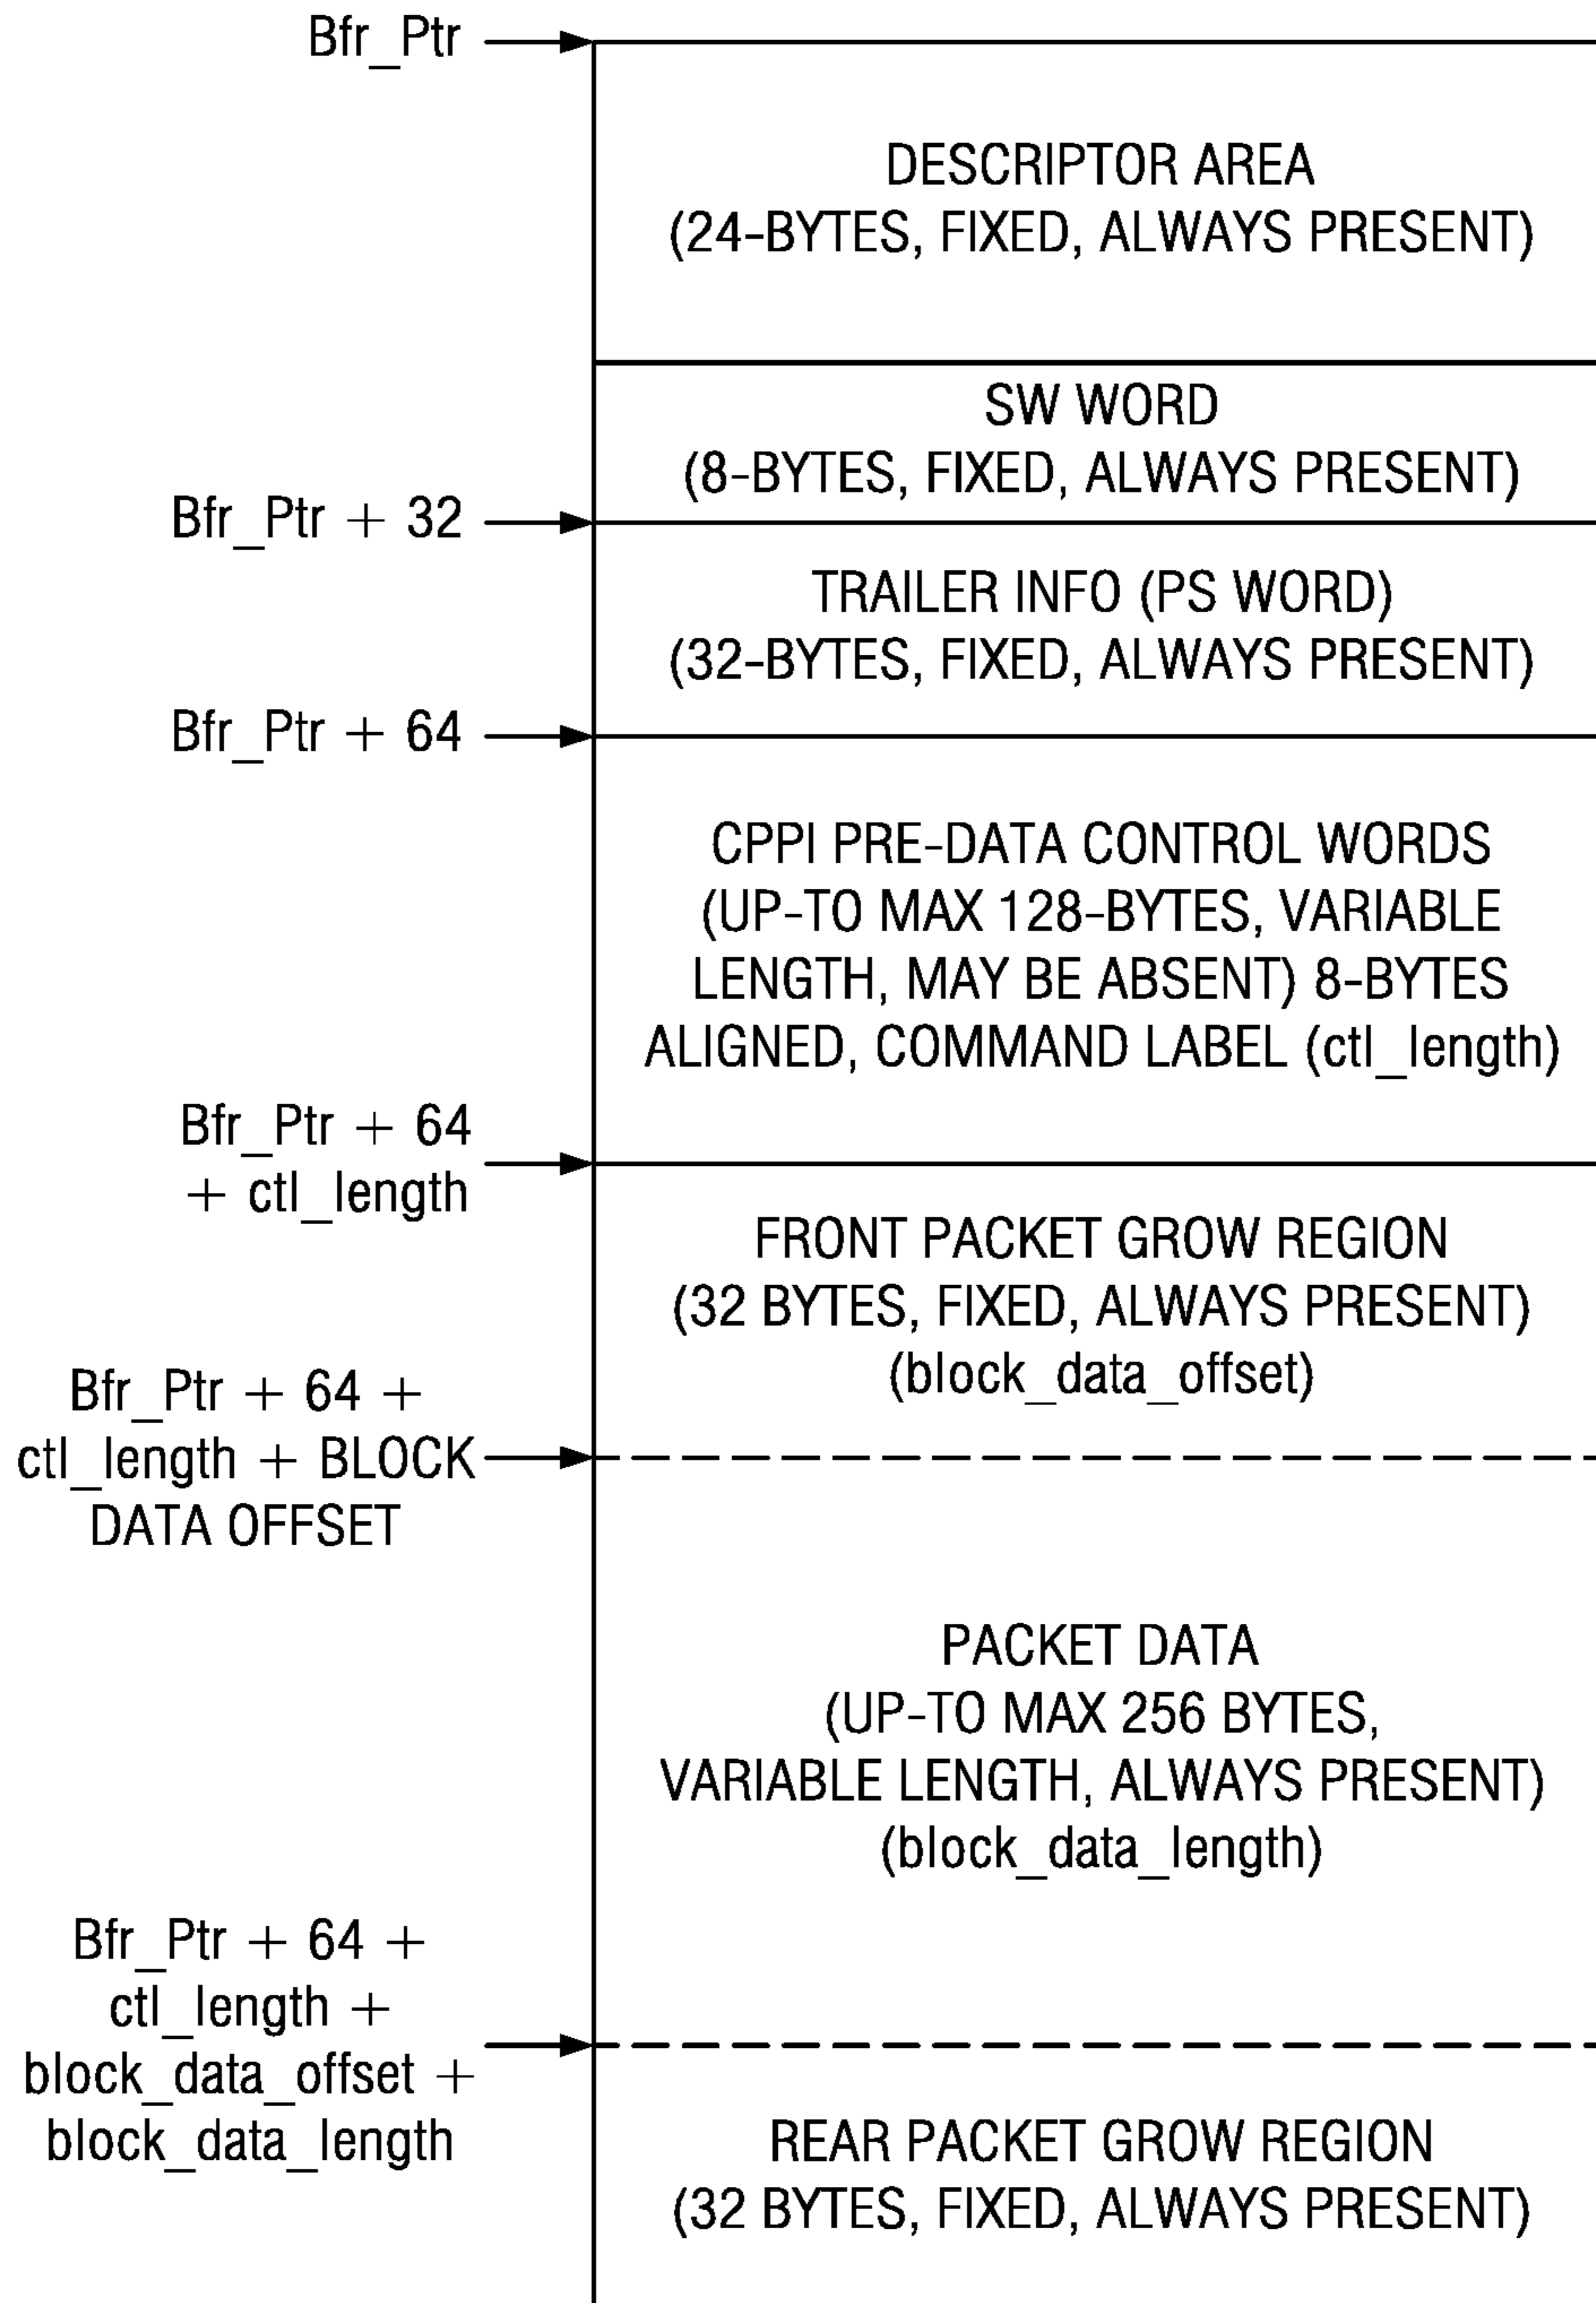 Bfr_Ptr
DESCRIPTOR AREA
(24-BYTES, FIXED, ALWAYS PRESENT)
SW WORD
(8-BYTES, FIXED, ALWAYS PRESENT)
Bfr_Ptr + 32
TRAILER INFO (PS WORD)
(32-BYTES, FIXED, ALWAYS PRESENT)
Bfr_Ptr + 64
CPPI PRE-DATA CONTROL WORDS
(UP-TO MAX 128-BYTES, VARIABLE
LENGTH, MAY BE ABSENT) 8-BYTES
ALIGNED, COMMAND LABEL (ctl_length)
Bfr_Ptr + 64
+ ctl_length
FRONT PACKET GROW REGION
(32 BYTES, FIXED, ALWAYS PRESENT)
(block_data_offset)
Bfr_Ptr + 64 +
ctl_length + BLOCK
DATA OFFSET
PACKET DATA
(UP-TO MAX 256 BYTES,
VARIABLE LENGTH, ALWAYS PRESENT)
(block_data_length)
Bfr_Ptr + 64 +
ctl_length +
block_data_offset +
block_data_length
REAR PACKET GROW REGION
(32 BYTES, FIXED, ALWAYS PRESENT)